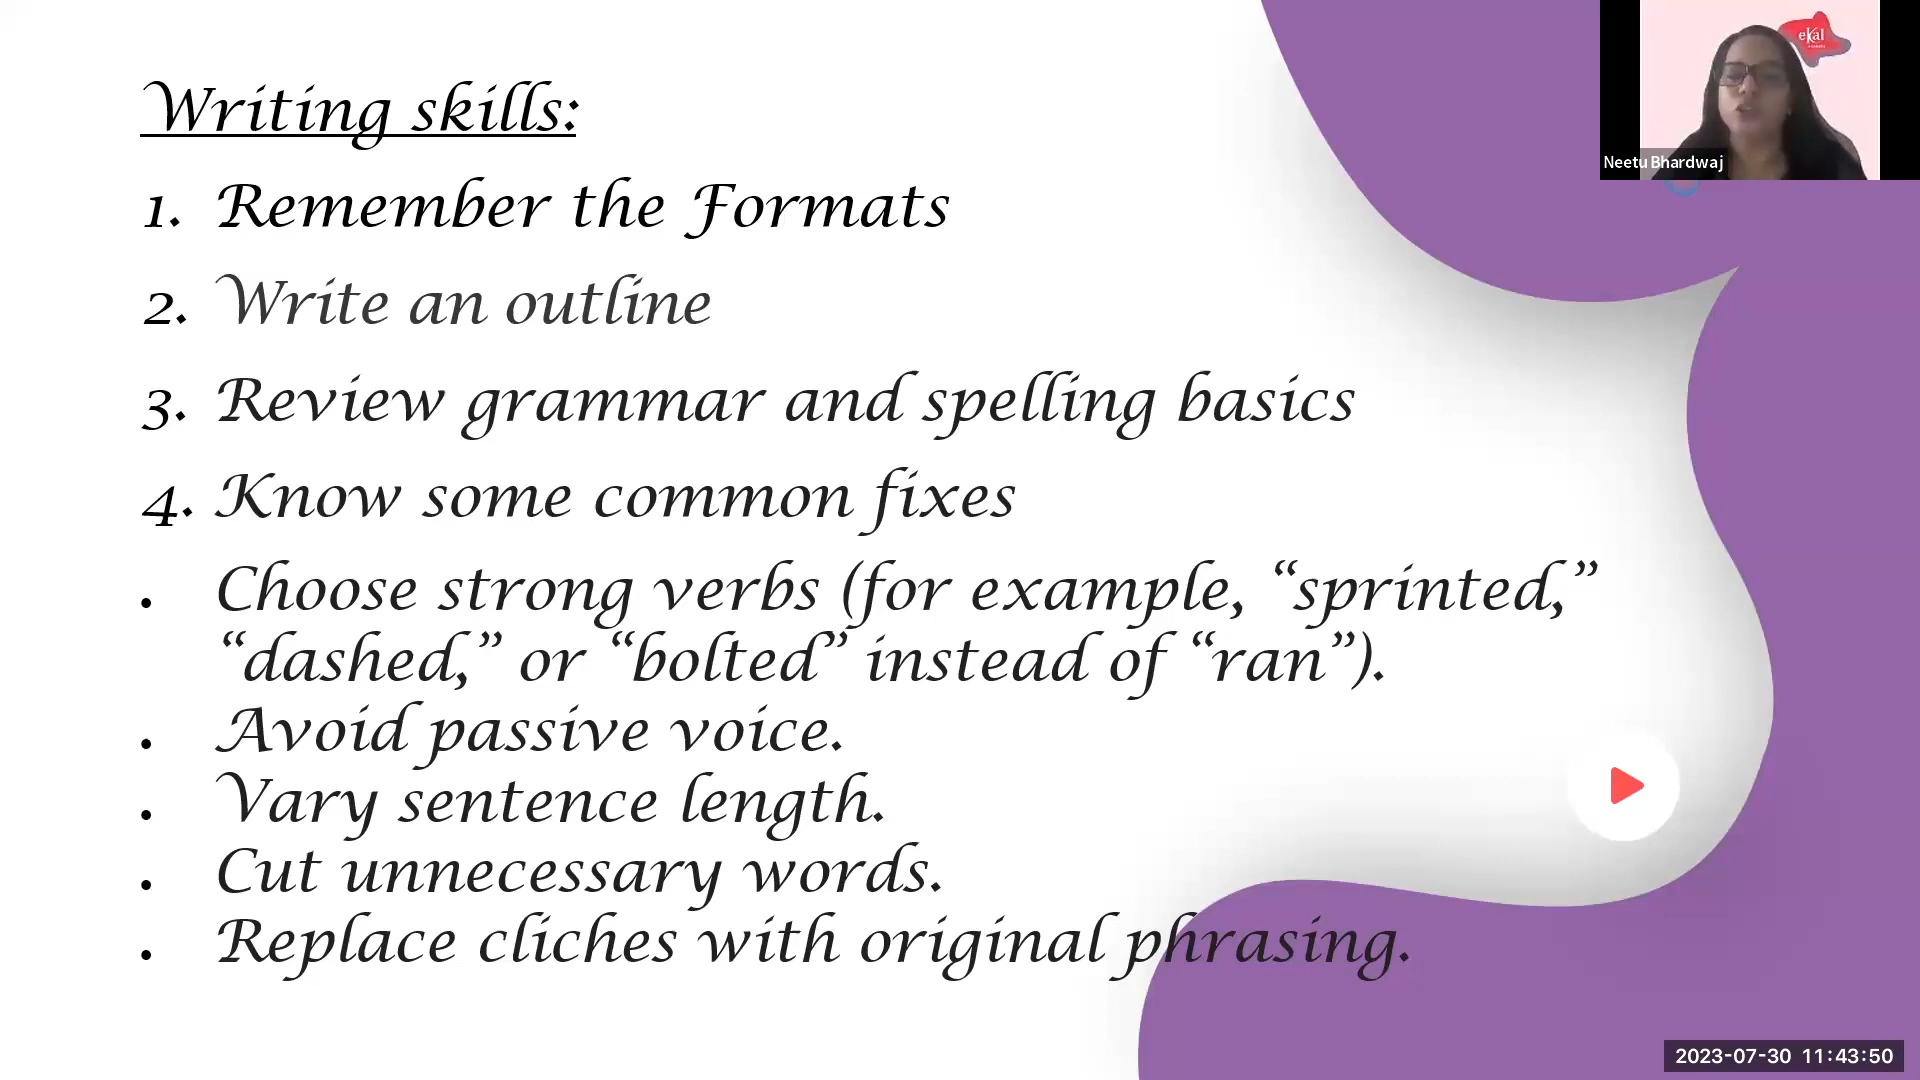 Writing skills:
1. Remember the Formats
2. Write an outline
3. Review grammar and spelling basics
4. Know some common fixes
• Choose strong verbs (for example, “sprinted,”
“dashed,” or “bolted” instead of “ran”).
• Avoid passive voice.
• Vary sentence length.
• Cut unnecessary words.
• Replace cliches with original phrasing.
eKal
Neetu Bhardwaj
2023-07-30 11:43:50